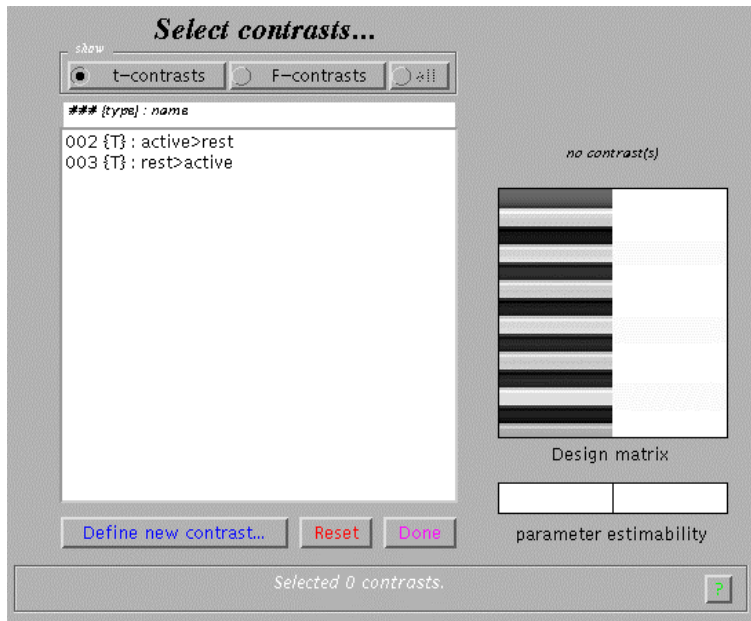 Select contrasts...
show
t-contrasts
F-contrasts
all
### {type} : name
002 {T} : active>rest
003 {T} : rest>active
no contrast(s)
Design matrix
Define new contrast...
Reset
Done
parameter estimability
Selected 0 contrasts.
?